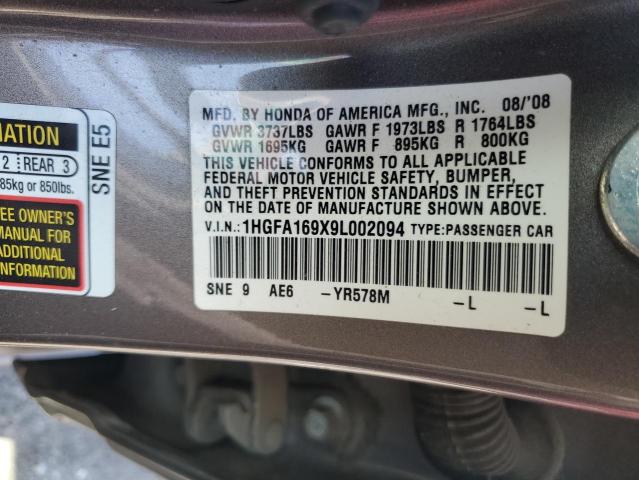 MATION
2 REAR 3
85kg or 850lbs.
EE OWNER'S
MANUAL FOR
ADDITIONAL
INFORMATION
SNE E5
MFD. BY HONDA OF AMERICA MFG., INC. 08/'08
GVWR 3737LBS GAWR F 1973LBS R 1764LBS
GVWR 1695KG GAWR F 895KG R 800KG
THIS VEHICLE CONFORMS TO ALL APPLICABLE
FEDERAL MOTOR VEHICLE SAFETY, BUMPER,
AND THEFT PREVENTION STANDARDS IN EFFECT
ON THE DATE OF MANUFACTURE SHOWN ABOVE.
V.I.N.: 1HGFA169X9L002094 TYPE:PASSENGER CAR
SNE 9 AE6 -YR578M -L -L